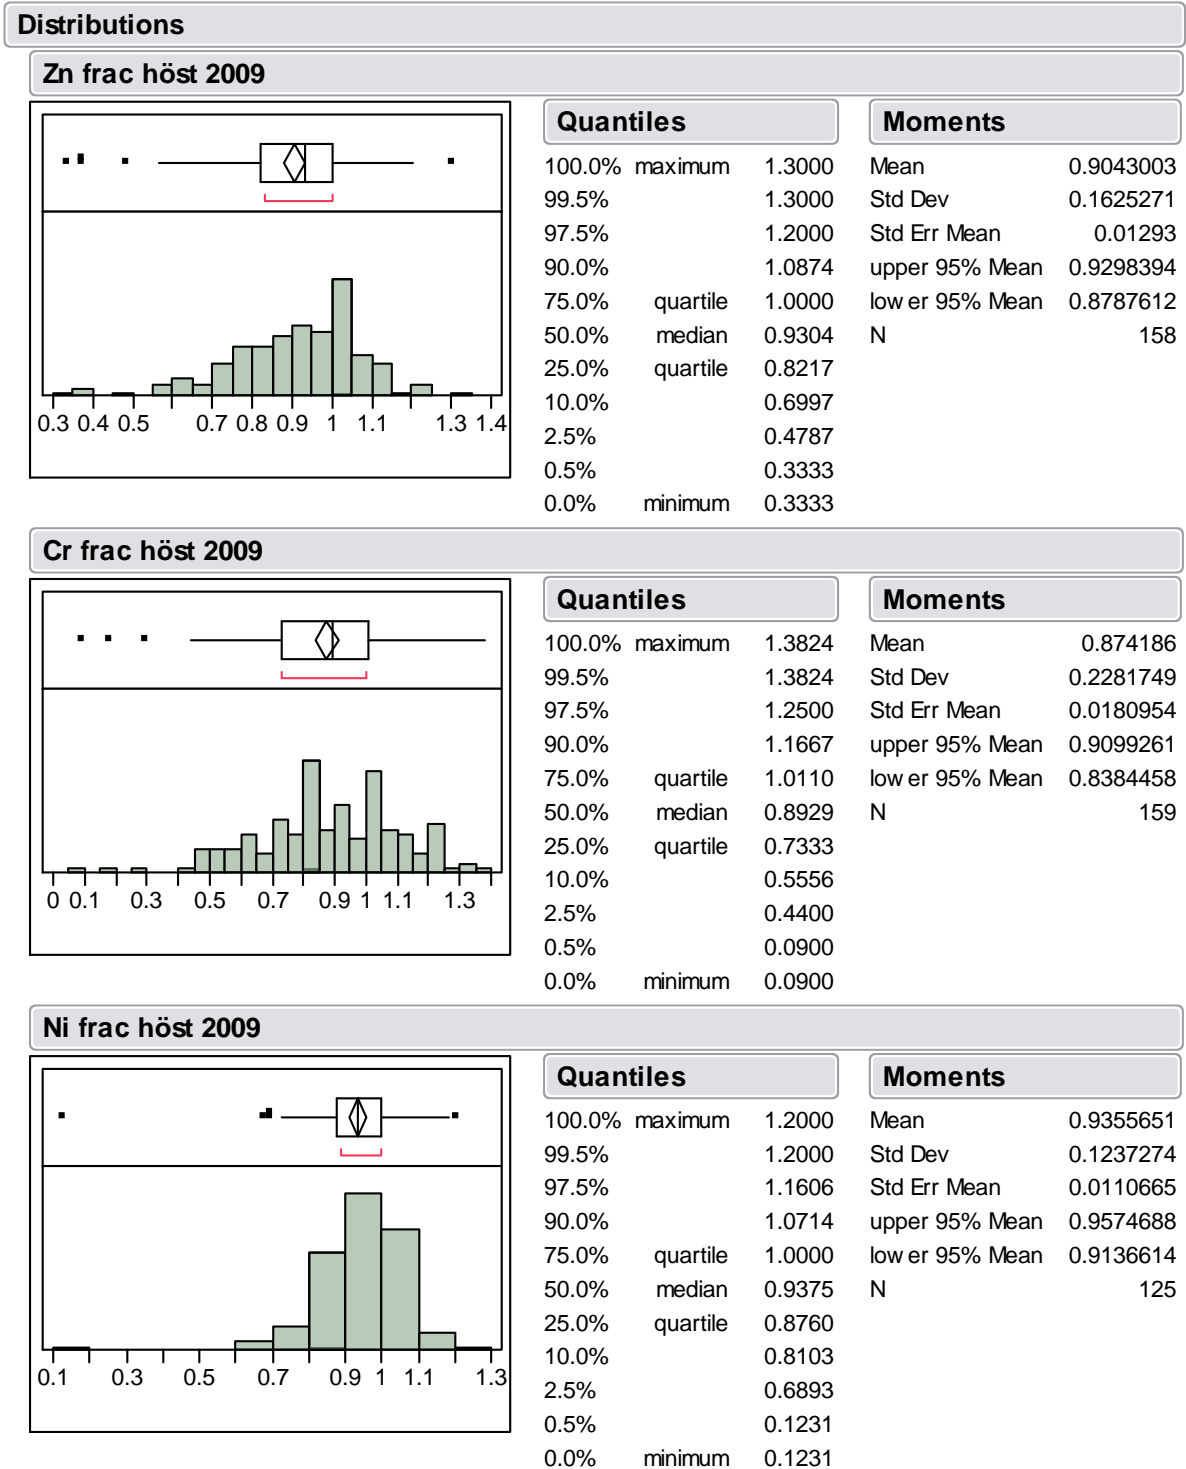 Distributions
Zn frac höst 2009
Quantiles
100.0% maximum 1.3000
99.5% 1.3000
97.5% 1.2000
90.0% 1.0874
75.0% quartile 1.0000
50.0% median 0.9304
25.0% quartile 0.8217
10.0% 0.6997
2.5% 0.4787
0.5% 0.3333
0.0% minimum 0.3333
Moments
Mean 0.9043003
Std Dev 0.1625271
Std Err Mean 0.01293
upper 95% Mean 0.9298394
lower 95% Mean 0.8787612
N 158
0.3 0.4 0.5 0.7 0.8 0.9 1 1.1 1.3 1.4
Cr frac höst 2009
Quantiles
100.0% maximum 1.3824
99.5% 1.3824
97.5% 1.2500
90.0% 1.1667
75.0% quartile 1.0110
50.0% median 0.8929
25.0% quartile 0.7333
10.0% 0.5556
2.5% 0.4400
0.5% 0.0900
0.0% minimum 0.0900
Moments
Mean 0.874186
Std Dev 0.2281749
Std Err Mean 0.0180954
upper 95% Mean 0.9099261
lower 95% Mean 0.8384458
N 159
0 0.1 0.3 0.5 0.7 0.9 1 1.1 1.3
Ni frac höst 2009
Quantiles
100.0% maximum 1.2000
99.5% 1.2000
97.5% 1.1606
90.0% 1.0714
75.0% quartile 1.0000
50.0% median 0.9375
25.0% quartile 0.8760
10.0% 0.8103
2.5% 0.6893
0.5% 0.1231
0.0% minimum 0.1231
Moments
Mean 0.9355651
Std Dev 0.1237274
Std Err Mean 0.0110665
upper 95% Mean 0.9574688
lower 95% Mean 0.9136614
N 125
0.1 0.3 0.5 0.7 0.9 1 1.1 1.3